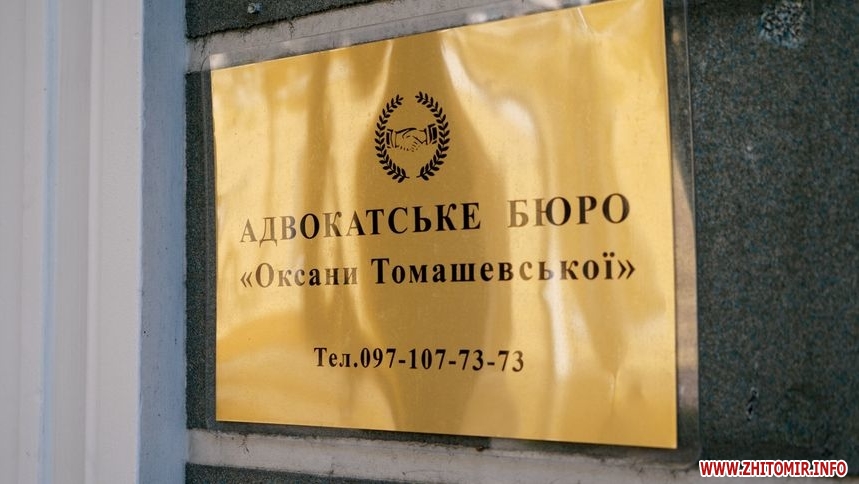 АДВОКАТСЬКЕ БЮРО
«Оксани Томашевської»
Тел.097-107-73-73
WWW.ZHITOMIR.INFO